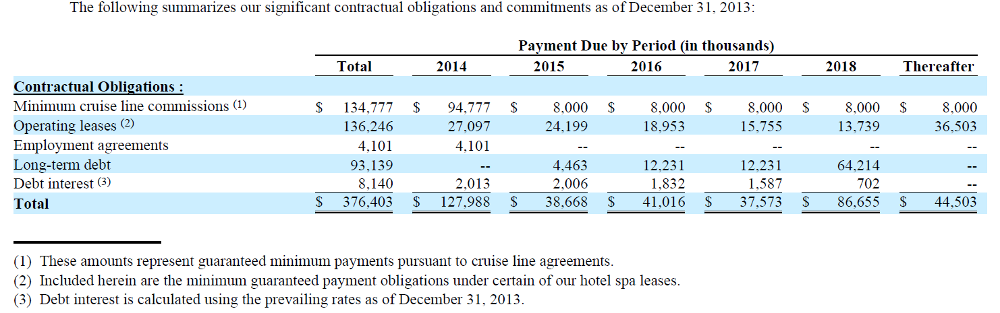 The following summarizes our significant contractual obligations and commitments as of December 31, 2013:
Payment Due by Period (in thousands)
Total 2014 2015 2016 2017 2018 Thereafter
Contractual Obligations :
Minimum cruise line commissions (1) $ 134,777 $ 94,777 $ 8,000 $ 8,000 $ 8,000 $ 8,000 $ 8,000
Operating leases (2) 136,246 27,097 24,199 18,953 15,755 13,739 36,503
Employment agreements 4,101 4,101 -- -- -- -- --
Long-term debt 93,139 -- 4,463 12,231 12,231 64,214 --
Debt interest (3) 8,140 2,013 2,006 1,832 1,587 702 --
Total $ 376,403 $ 127,988 $ 38,668 $ 41,016 $ 37,573 $ 86,655 $ 44,503
(1) These amounts represent guaranteed minimum payments pursuant to cruise line agreements.
(2) Included herein are the minimum guaranteed payment obligations under certain of our hotel spa leases.
(3) Debt interest is calculated using the prevailing rates as of December 31, 2013.